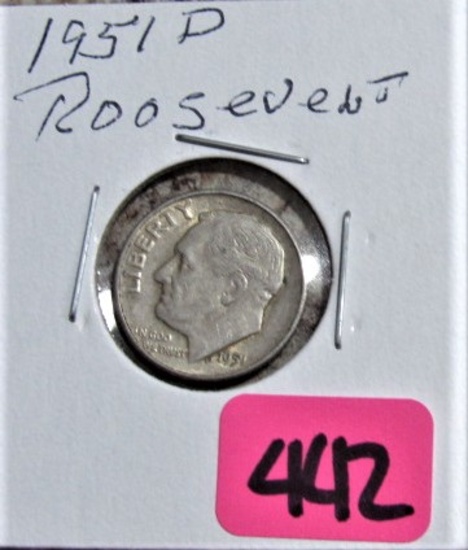 1951 D
Roosevelt
LIBERTY
IN GOD
WE TRUST
1951
442